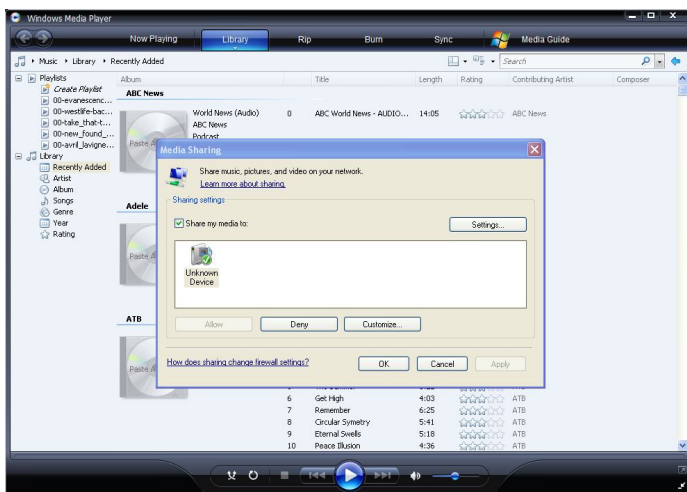 Windows Media Player
Now Playing Library Rip Burn Sync Media Guide
Music Library Recently Added Search
Playlists
Create Playlist
00-evanescenc...
00-westlife-bac...
00-take_that-t...
00-new_found_...
00-avril_lavigne...
Library
Recently Added
Artist
Album
Songs
Genre
Year
Rating
Album Title Length Rating Contributing Artist Composer
ABC News
World News (Audio) 0 ABC World News - AUDIO... 14:05 ABC News
ABC News
Podcast
Paste A
Adele
Paste A
ATB
Paste A
Media Sharing
Share music, pictures, and video on your network.
Learn more about sharing.
Sharing settings
Share my media to: Settings...
Unknown
Device
Allow Deny Customize...
How does sharing change firewall settings? OK Cancel Apply
6 Get High 4:03 ATB
7 Remember 6:25 ATB
8 Circular Symetry 5:41 ATB
9 Eternal Swells 5:18 ATB
10 Peace Illusion 4:36 ATB